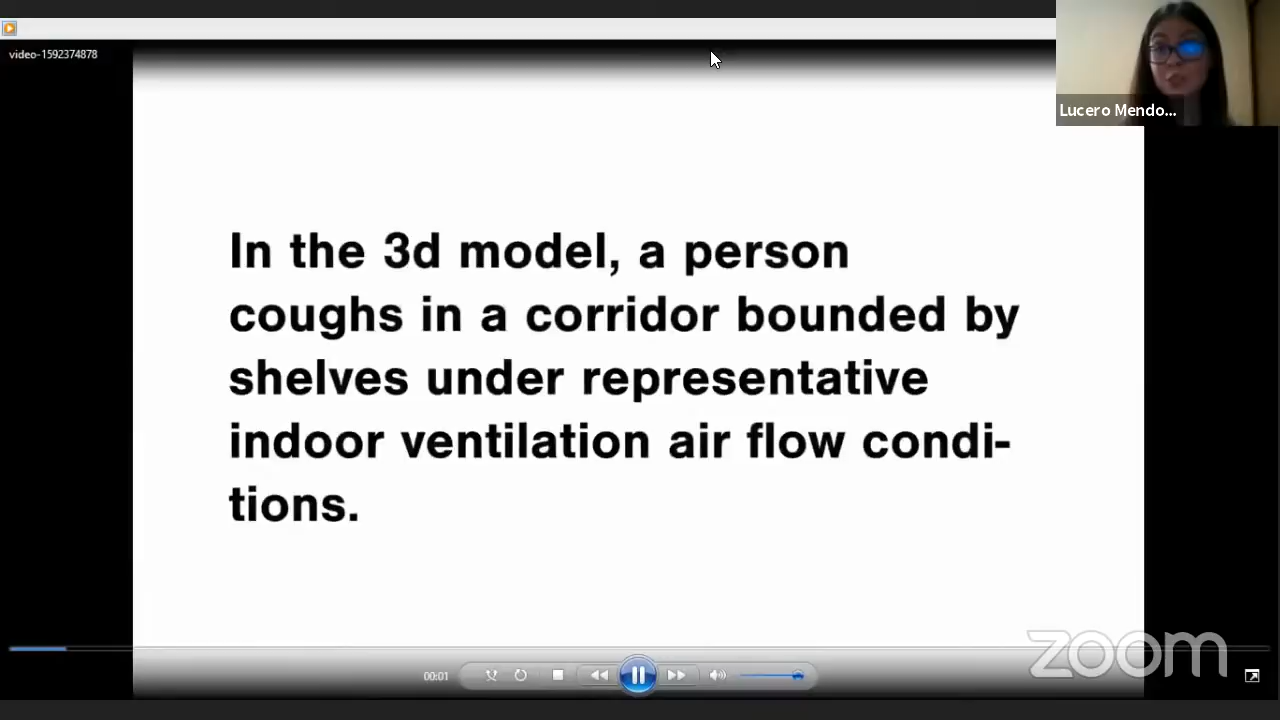 video-1592374878
Lucero Mendo...
In the 3d model, a person
coughs in a corridor bounded by
shelves under representative
indoor ventilation air flow condi-
tions.
zoom
00:01